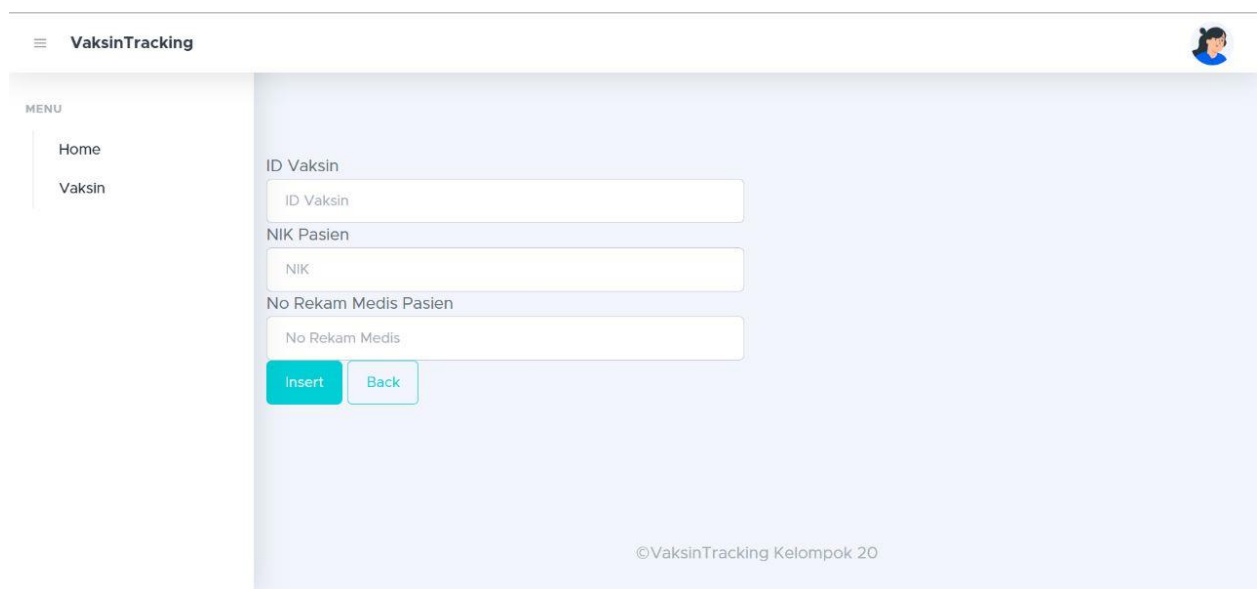 VaksinTracking
MENU
Home
Vaksin
ID Vaksin
ID Vaksin
NIK Pasien
NIK
No Rekam Medis Pasien
No Rekam Medis
Insert Back
©VaksinTracking Kelompok 20